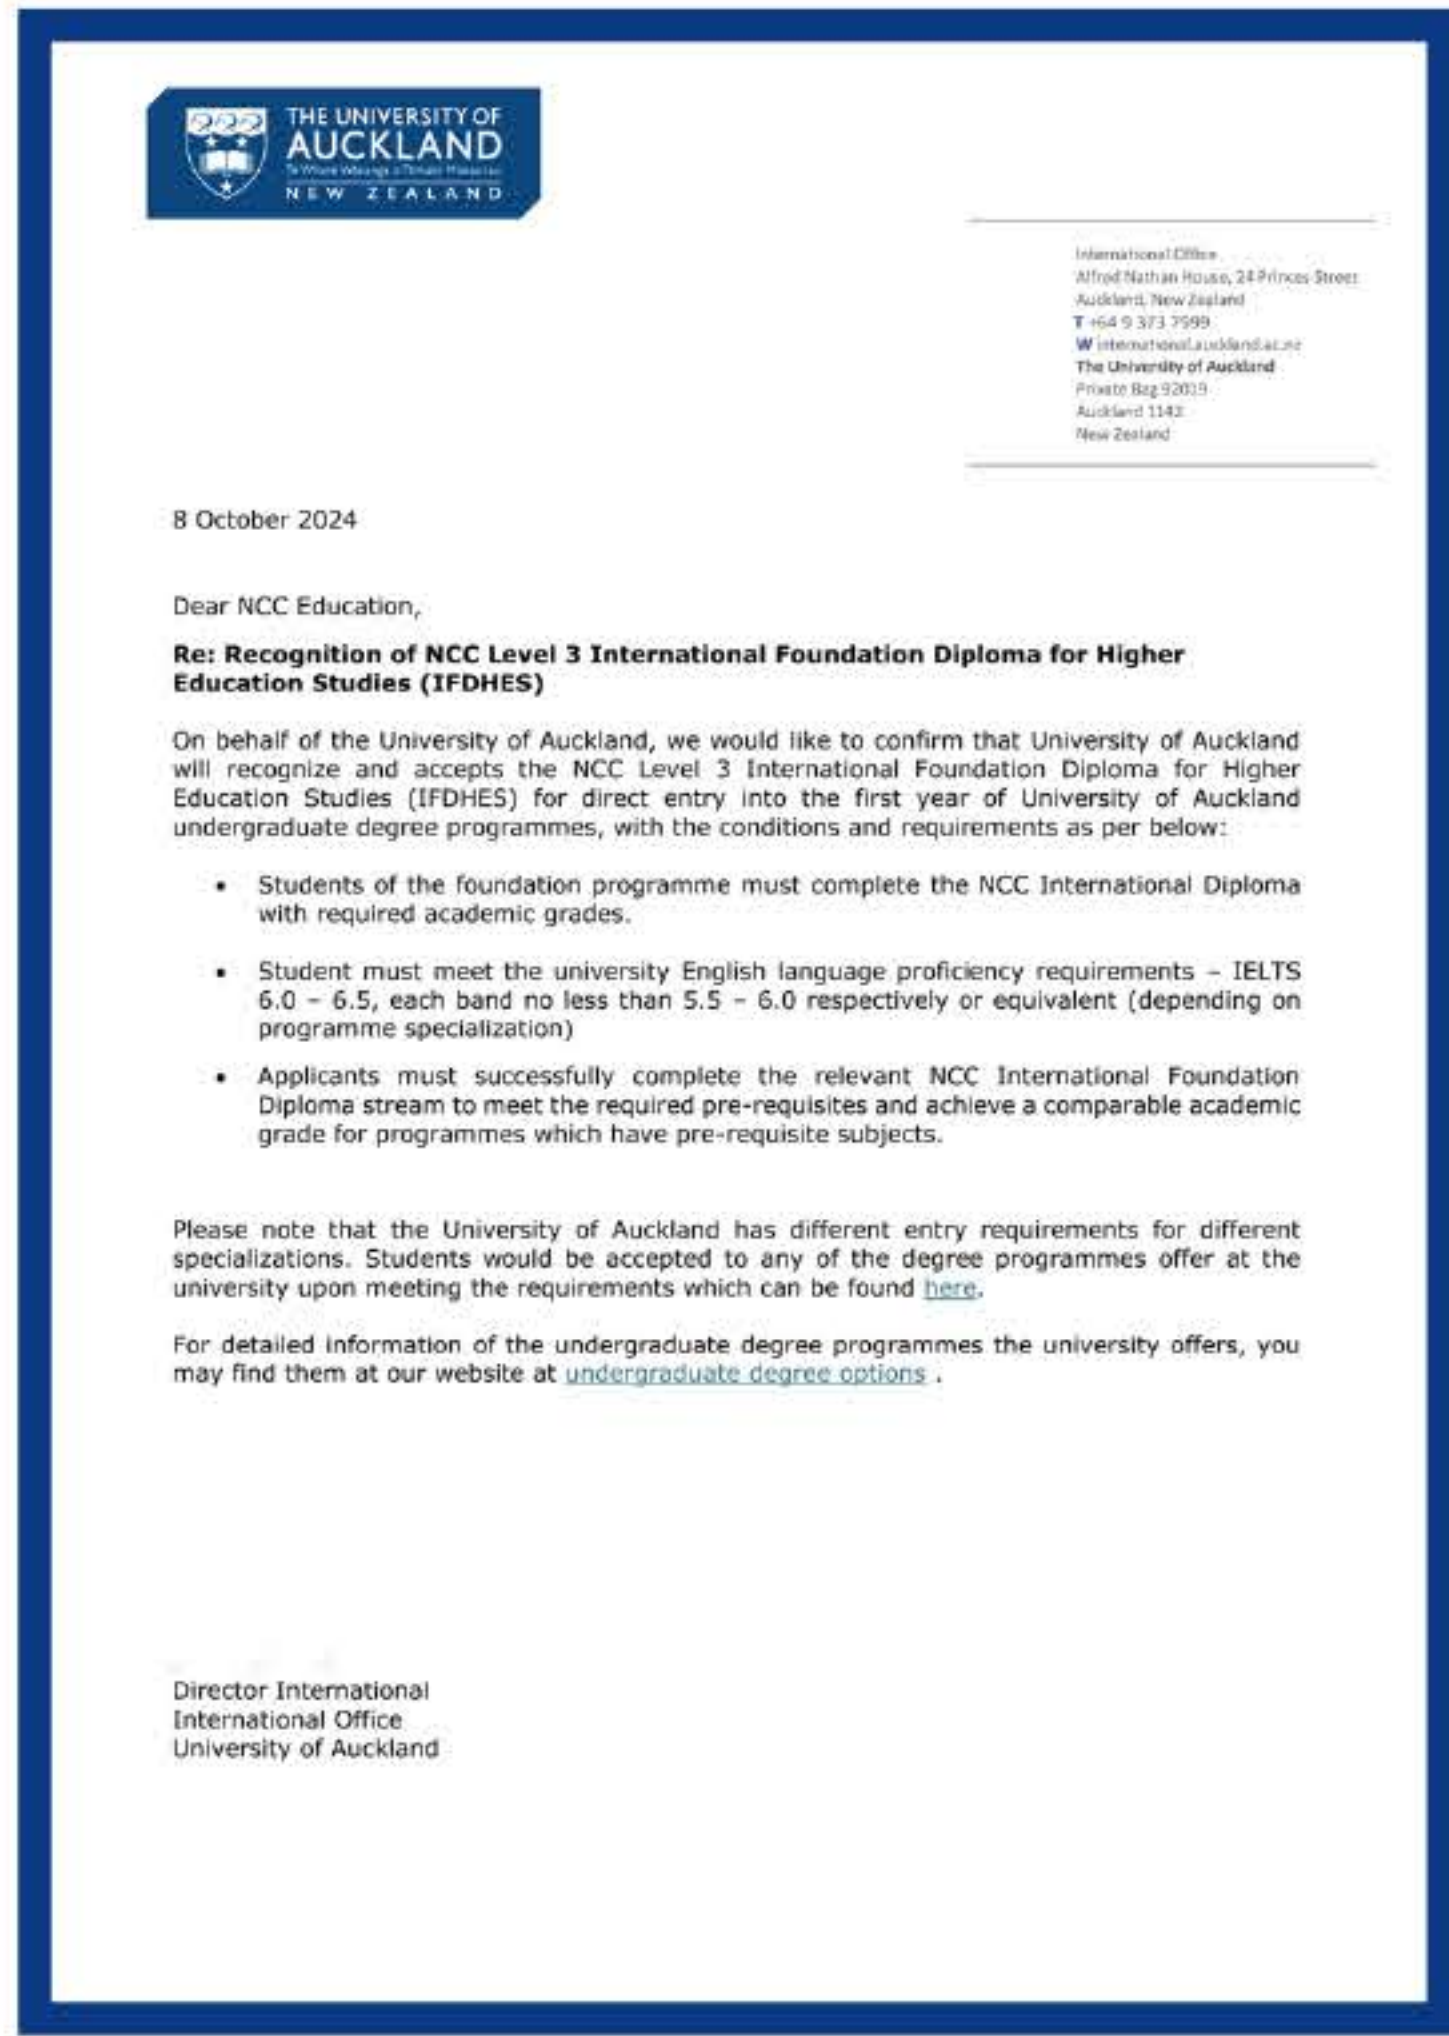 THE UNIVERSITY OF
AUCKLAND
NEW ZEALAND
International Office
Alfred Nathan House, 24 Princes Street
Auckland, New Zealand
T +64 9 373 7999
W international.auckland.ac.nz
The University of Auckland
Private Bag 92019
Auckland 1142
New Zealand
8 October 2024
Dear NCC Education,
Re: Recognition of NCC Level 3 International Foundation Diploma for Higher
Education Studies (IFDHES)
On behalf of the University of Auckland, we would like to confirm that University of Auckland
will recognize and accepts the NCC Level 3 International Foundation Diploma for Higher
Education Studies (IFDHES) for direct entry into the first year of University of Auckland
undergraduate degree programmes, with the conditions and requirements as per below:
• Students of the foundation programme must complete the NCC International Diploma
with required academic grades.
• Student must meet the university English language proficiency requirements – IELTS
6.0 – 6.5, each band no less than 5.5 – 6.0 respectively or equivalent (depending on
programme specialization)
• Applicants must successfully complete the relevant NCC International Foundation
Diploma stream to meet the required pre-requisites and achieve a comparable academic
grade for programmes which have pre-requisite subjects.
Please note that the University of Auckland has different entry requirements for different
specializations. Students would be accepted to any of the degree programmes offer at the
university upon meeting the requirements which can be found here.
For detailed information of the undergraduate degree programmes the university offers, you
may find them at our website at undergraduate degree options .
Director International
International Office
University of Auckland